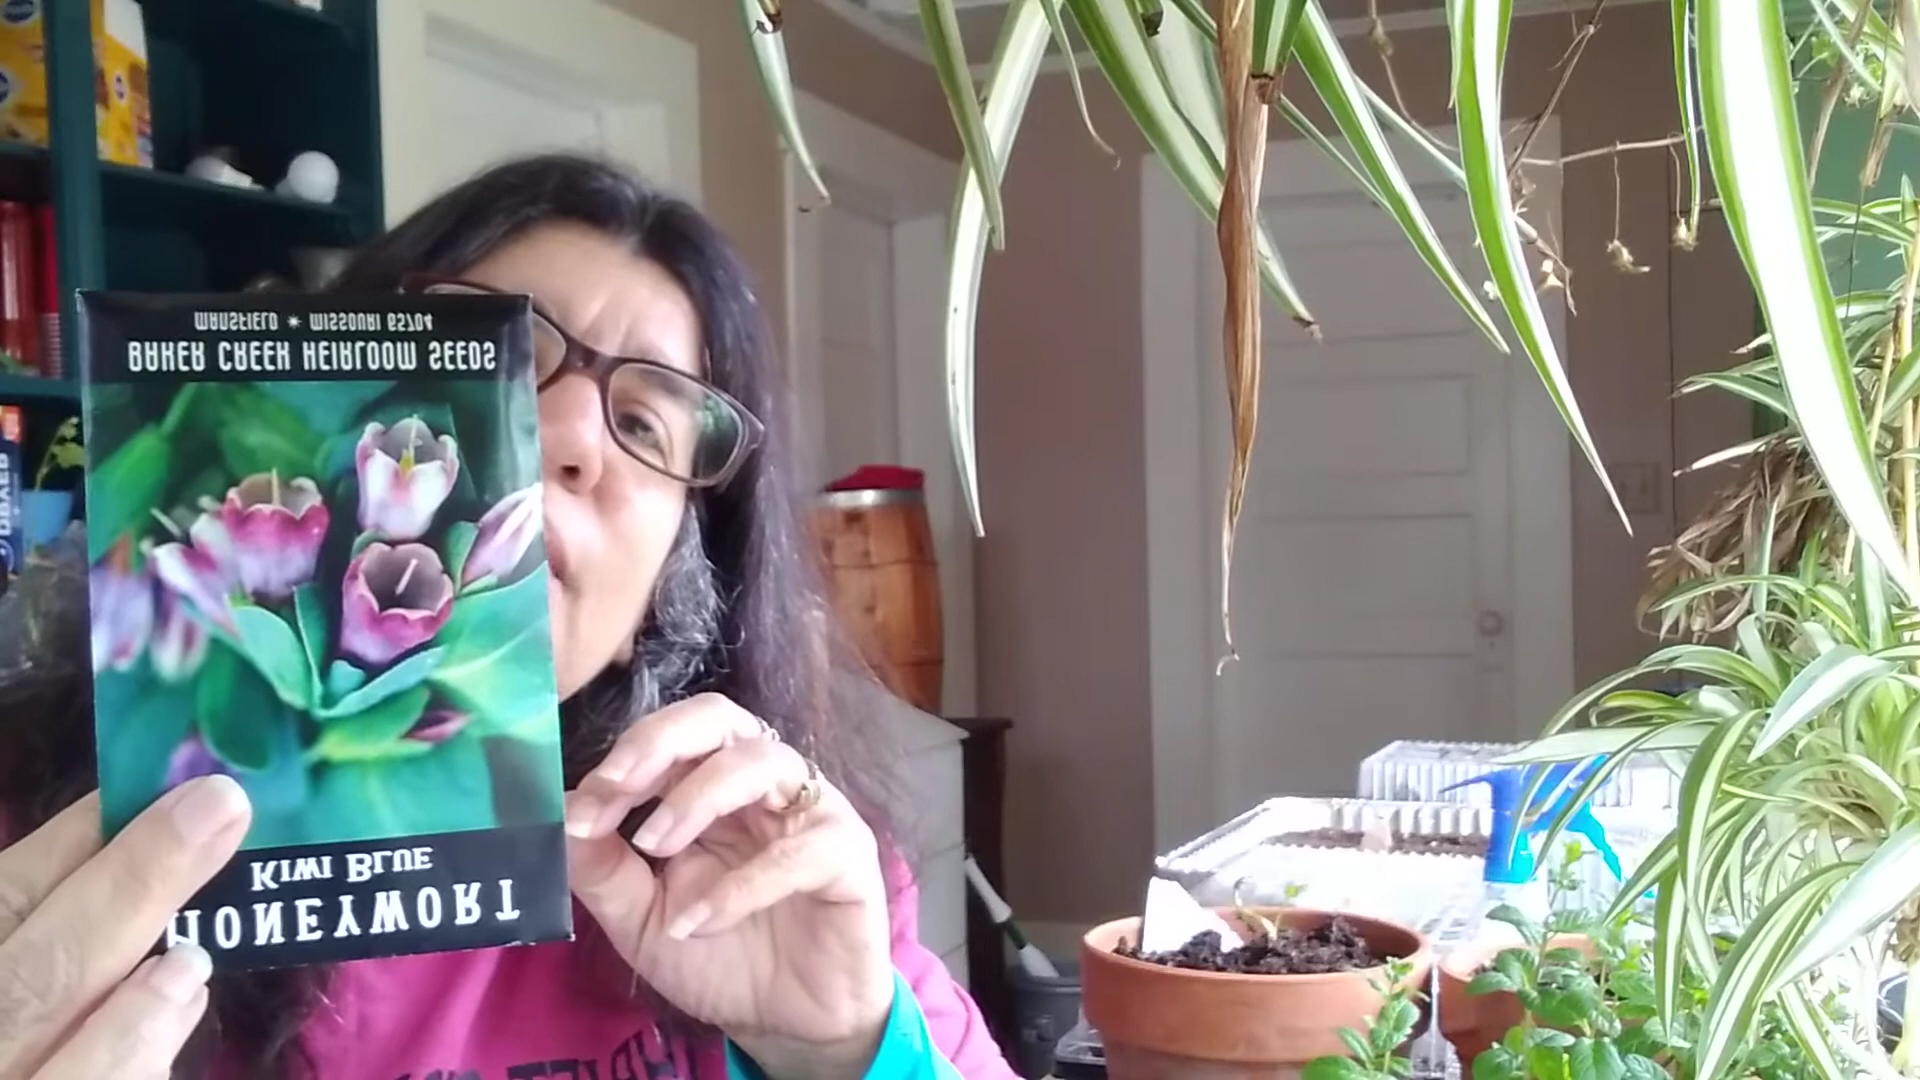 MANSFIELD * MISSOURI 65704
BAKER CREEK HEIRLOOM SEEDS
KIWI BLUE
HONEYWORT